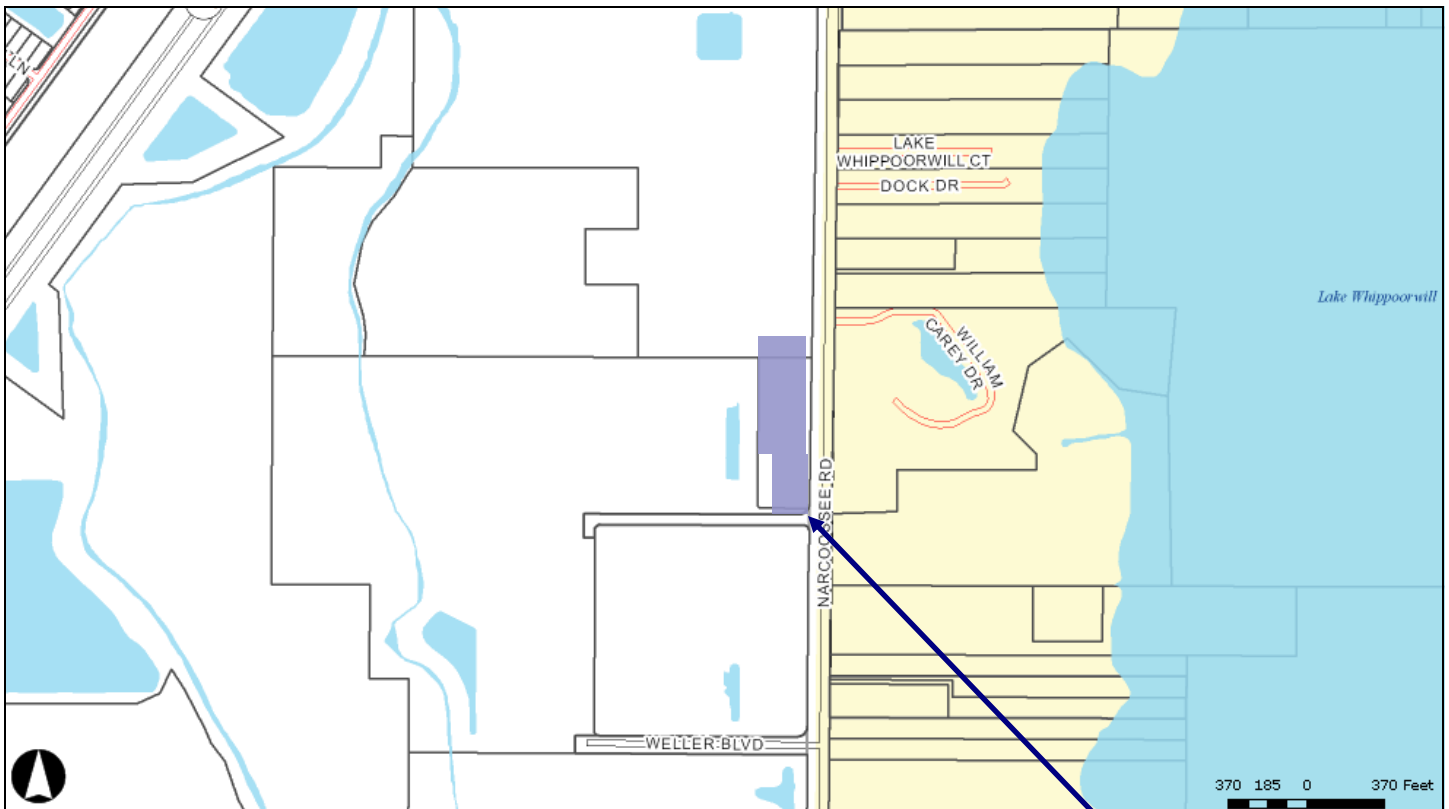 LN
LAKE
WHIPPOORWILL CT
DOCK DR
Lake Whippoorwill
WILLIAM
CAREY DR
NARCOOSSEE RD
WELLER BLVD
370 185 0 370 Feet